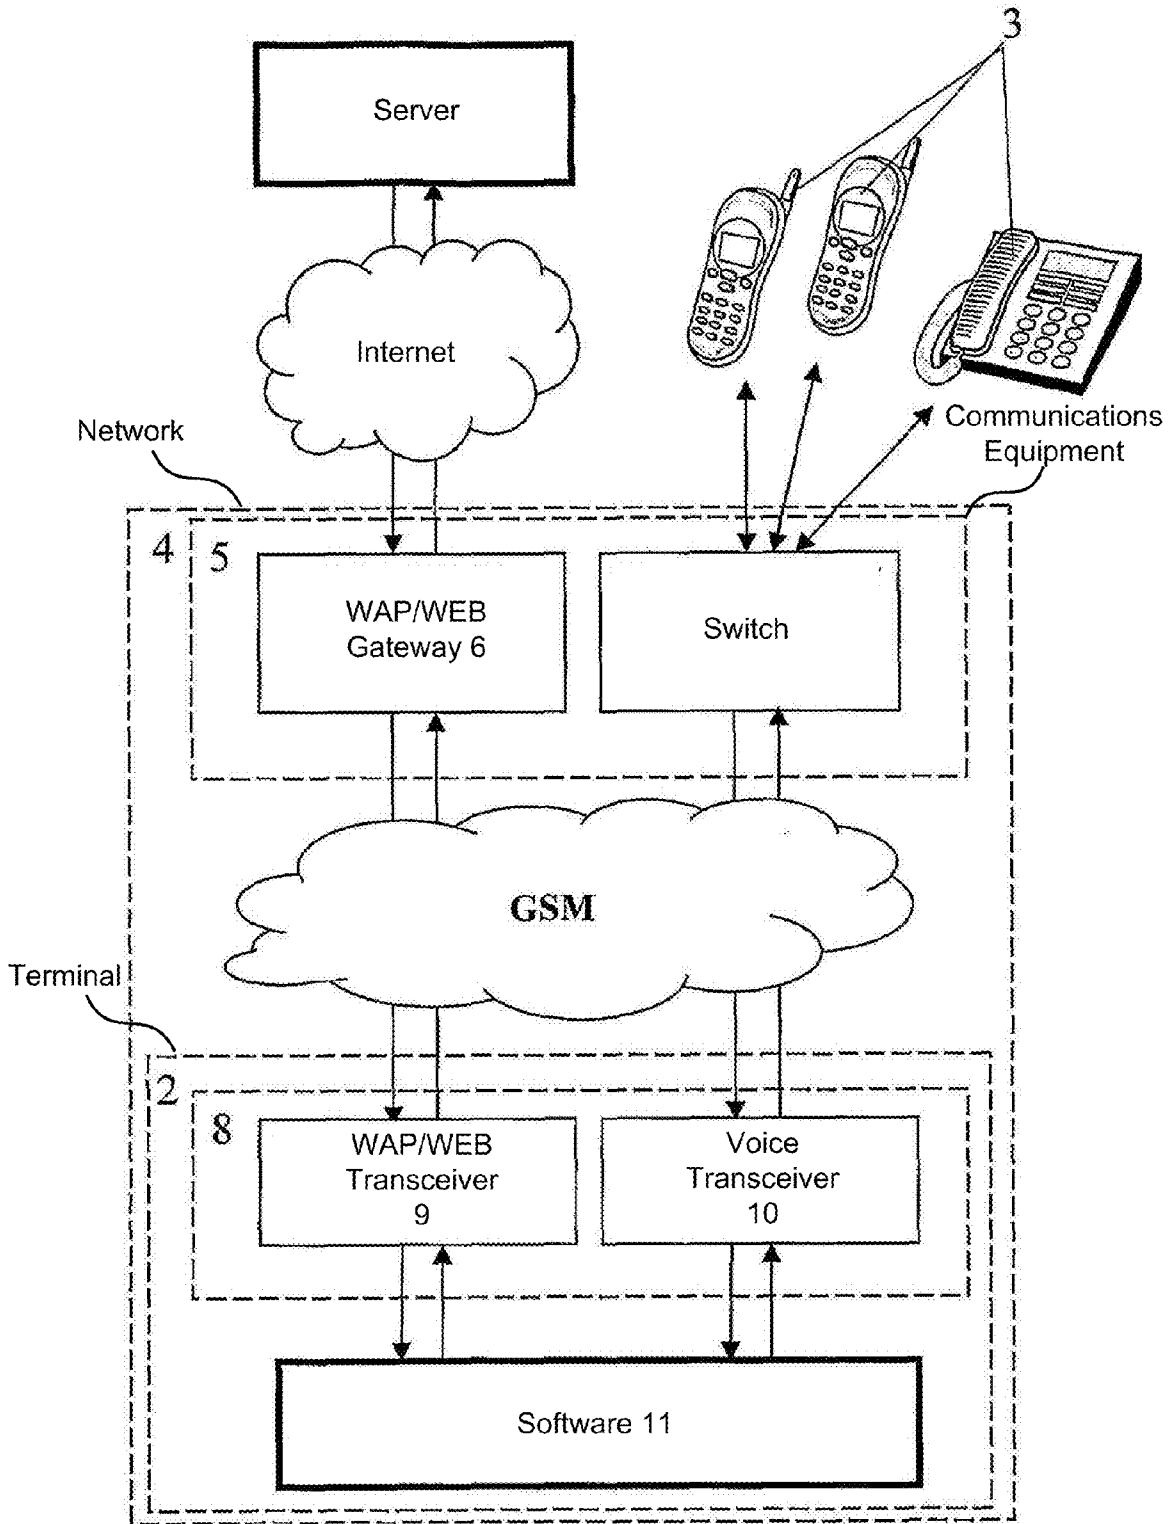 3
Server
Internet
Network
Communications
Equipment
4
5
WAP/WEB
Gateway 6
Switch
GSM
Terminal
2
8
WAP/WEB
Transceiver
9
Voice
Transceiver
10
Software 11